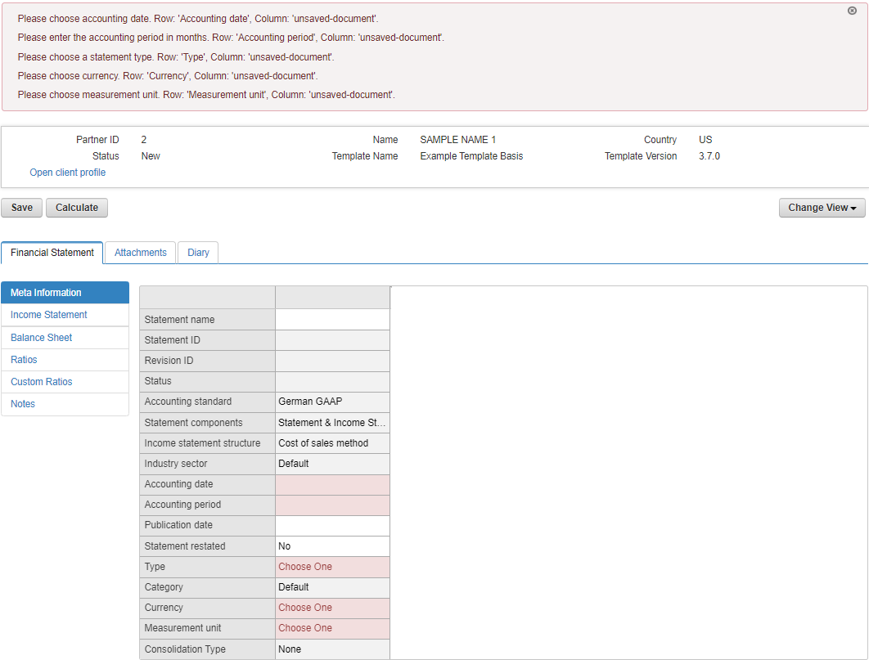 Please choose accounting date. Row: 'Accounting date', Column: 'unsaved-document'.
Please enter the accounting period in months. Row: 'Accounting period', Column: 'unsaved-document'.
Please choose a statement type. Row: 'Type', Column: 'unsaved-document'.
Please choose currency. Row: 'Currency', Column: 'unsaved-document'.
Please choose measurement unit. Row: 'Measurement unit', Column: 'unsaved-document'.
Partner ID 2 Name SAMPLE NAME 1 Country US
Status New Template Name Example Template Basis Template Version 3.7.0
Open client profile
Save Calculate Change View
Financial Statement Attachments Diary
Meta Information
Income Statement
Balance Sheet
Ratios
Custom Ratios
Notes
Statement name
Statement ID
Revision ID
Status
Accounting standard German GAAP
Statement components Statement & Income St...
Income statement structure Cost of sales method
Industry sector Default
Accounting date
Accounting period
Publication date
Statement restated No
Type Choose One
Category Default
Currency Choose One
Measurement unit Choose One
Consolidation Type None